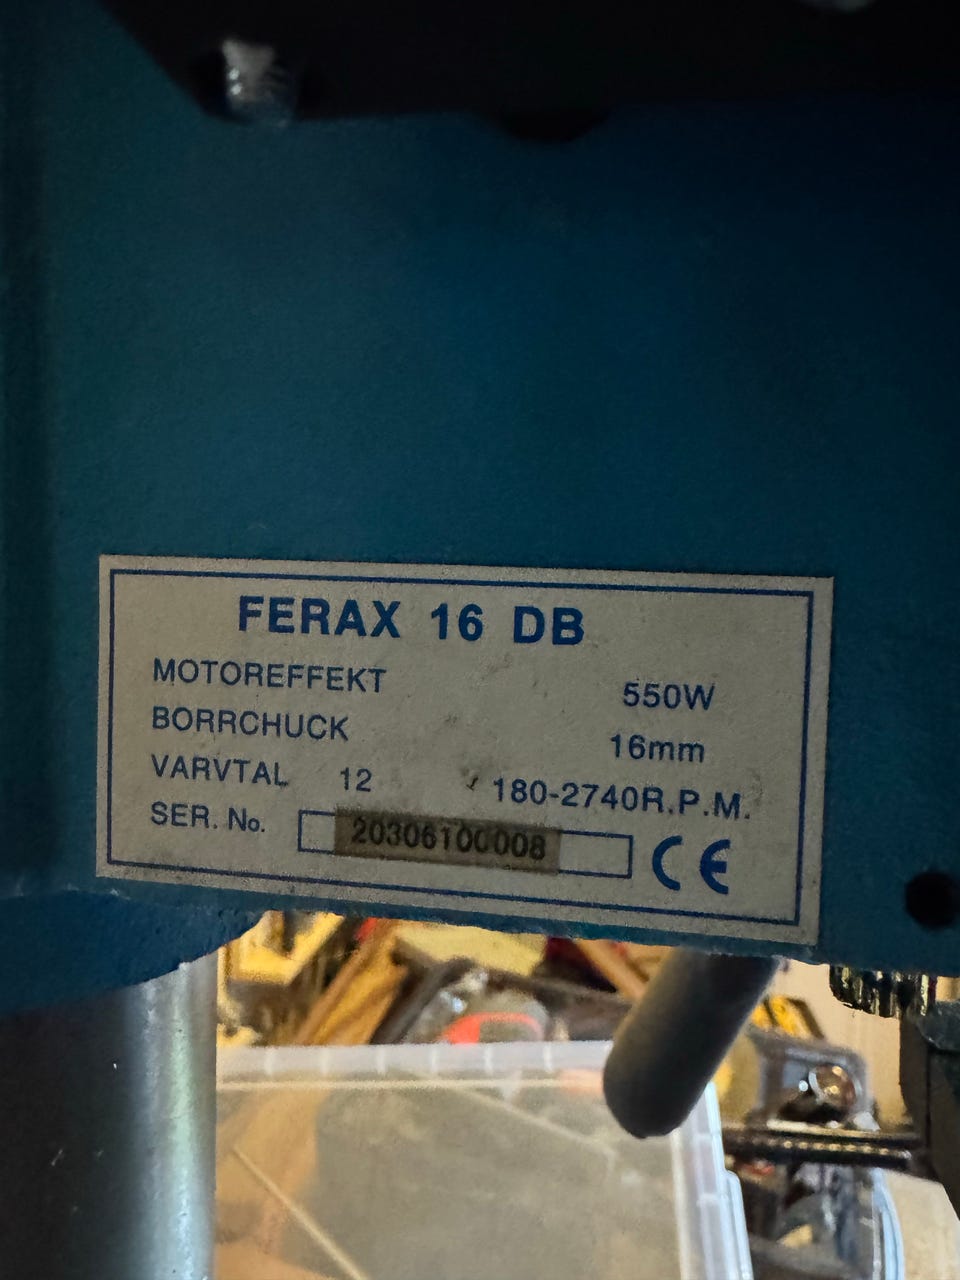 FERAX 16 DB
MOTOREFFEKT 550W
BORRCHUCK 16mm
VARVTAL 12 180-2740R.P.M.
SER. No. 20306100008 CE